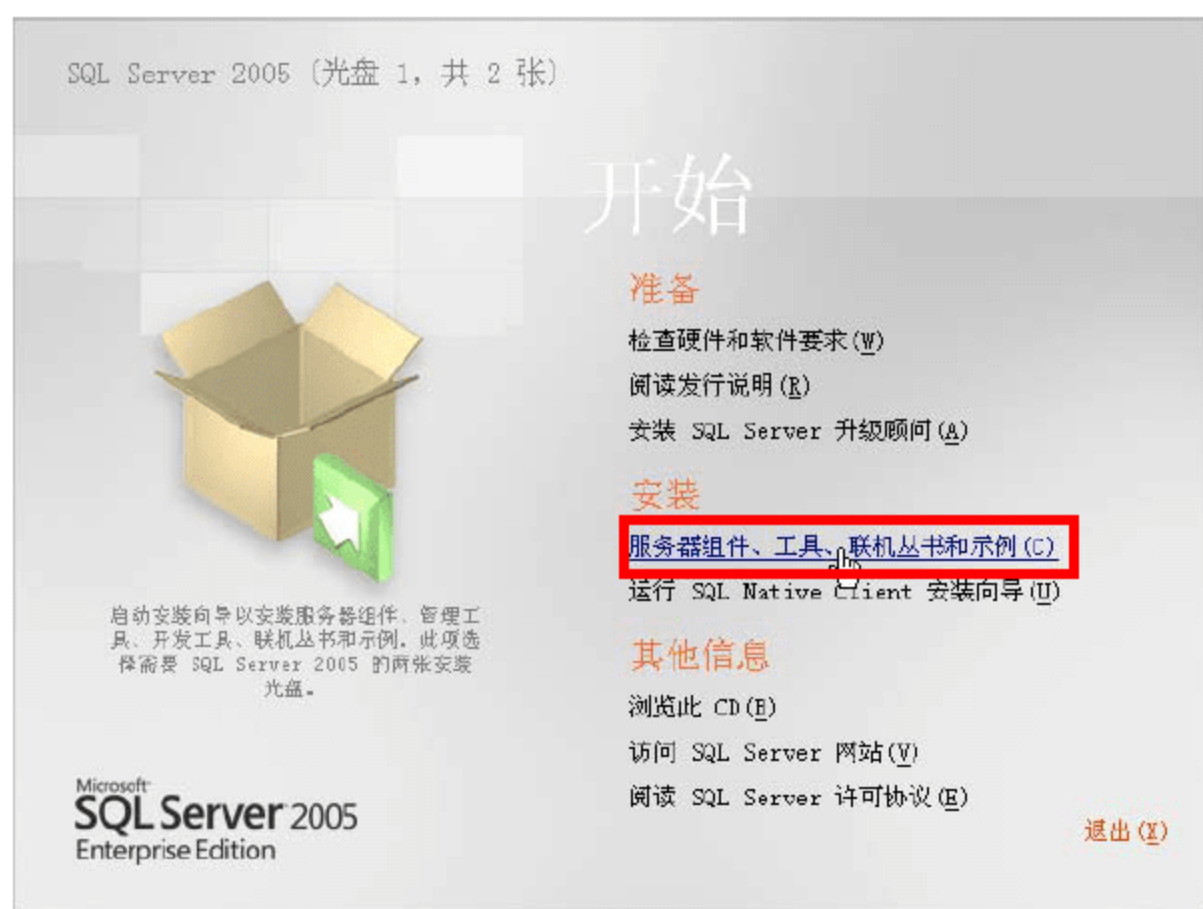 SQL Server 2005 (光盘 1, 共 2 张)
开始
准备
检查硬件和软件要求(W)
阅读发行说明(R)
安装 SQL Server 升级顾问(A)
安装
服务器组件、工具、联机丛书和示例(C)
运行 SQL Native Client 安装向导(U)
其他信息
浏览此 CD(B)
访问 SQL Server 网站(V)
阅读 SQL Server 许可协议(E)
退出(X)
启动安装向导以安装服务器组件、管理工
具、开发工具、联机丛书和示例。此项选
择需要 SQL Server 2005 的两张安装
光盘。
Microsoft
SQL Server 2005
Enterprise Edition